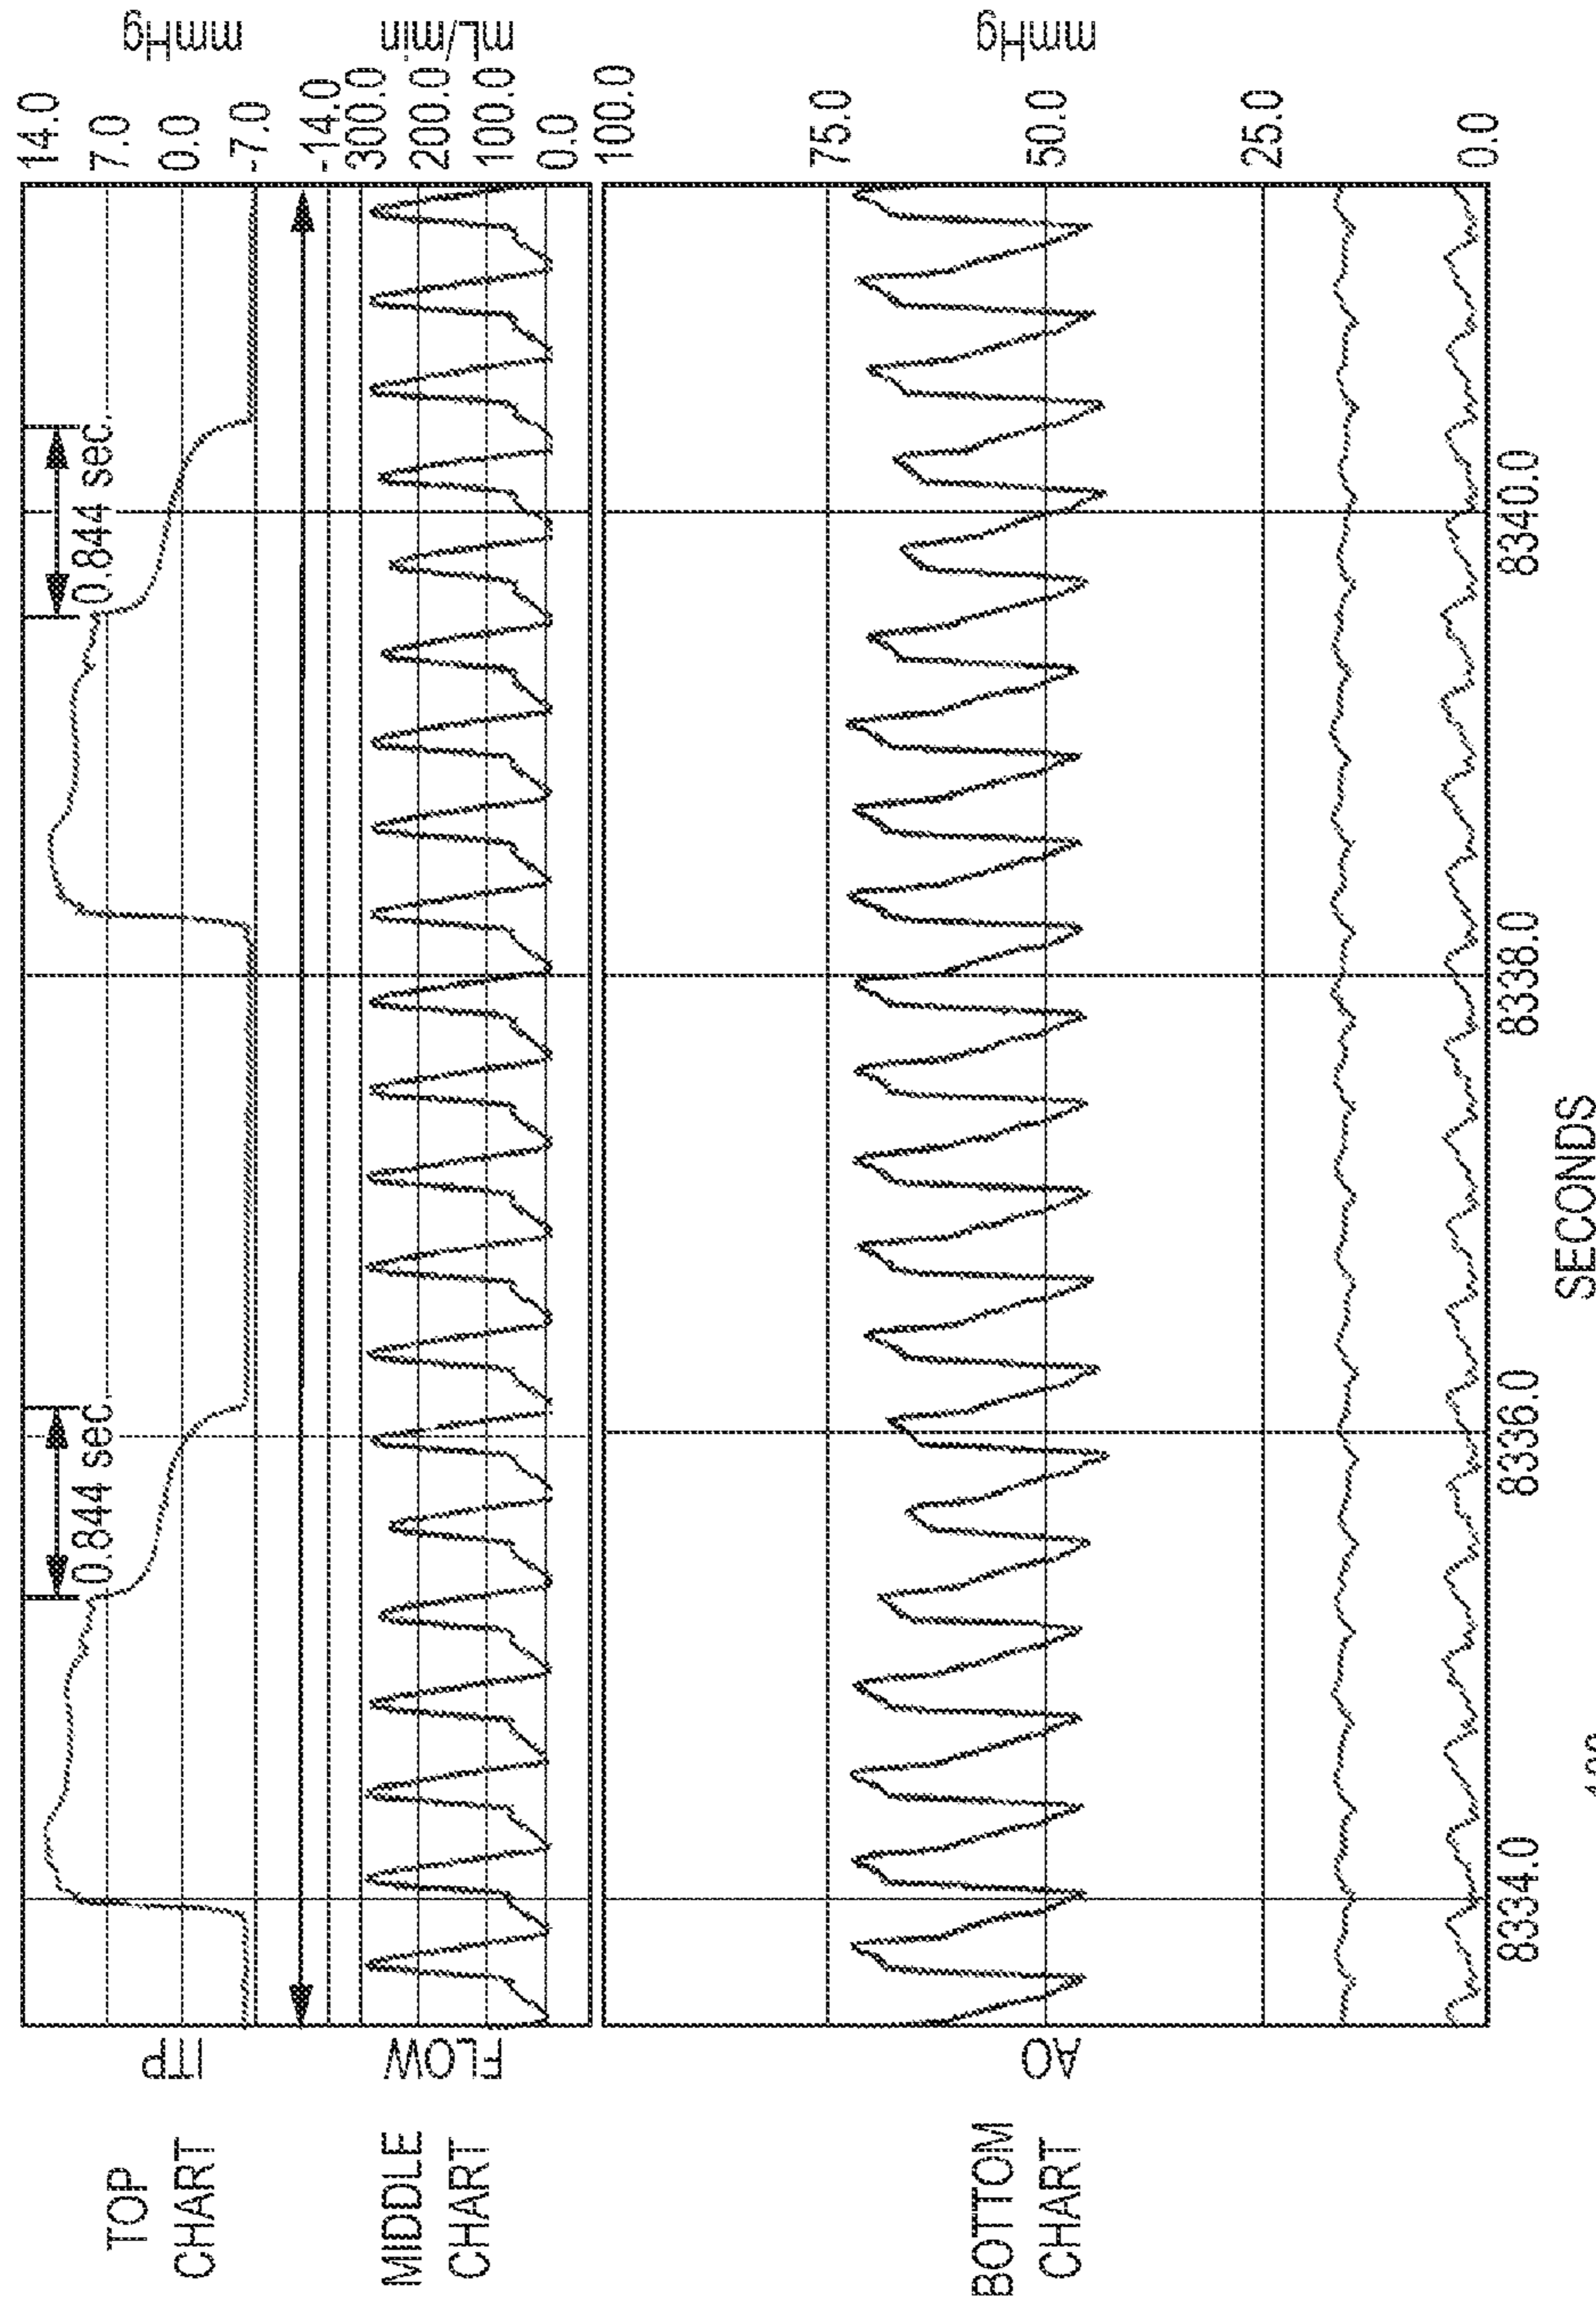 TOP
CHART
ITP
0.844 sec
0.844 sec.
14.0
7.0
0.0
-7.0
-14.0
mmHg
MIDDLE
CHART
FLOW
300.0
200.0
100.0
0.0
mL/min
BOTTOM
CHART
AO
100.0
75.0
50.0
25.0
0.0
mmHg
8334.0 8336.0 8338.0 8340.0
SECONDS